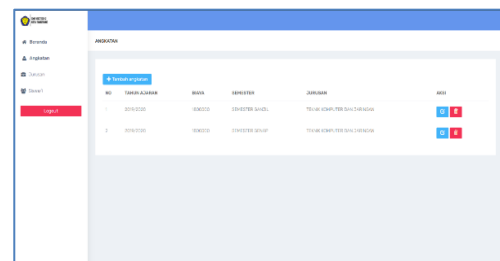 Beranda
Angkatan
Jurusan
Logout
ANGKATAN
+ Tambah angkatan
NO TAHUN AJARAN BIAYA SEMESTER JURUSAN AKSI
1 2019/2020 SEMESTER GANJIL TEKNIK KOMPUTER DAN JARINGAN
2 2019/2020 SEMESTER GENAP TEKNIK KOMPUTER DAN JARINGAN